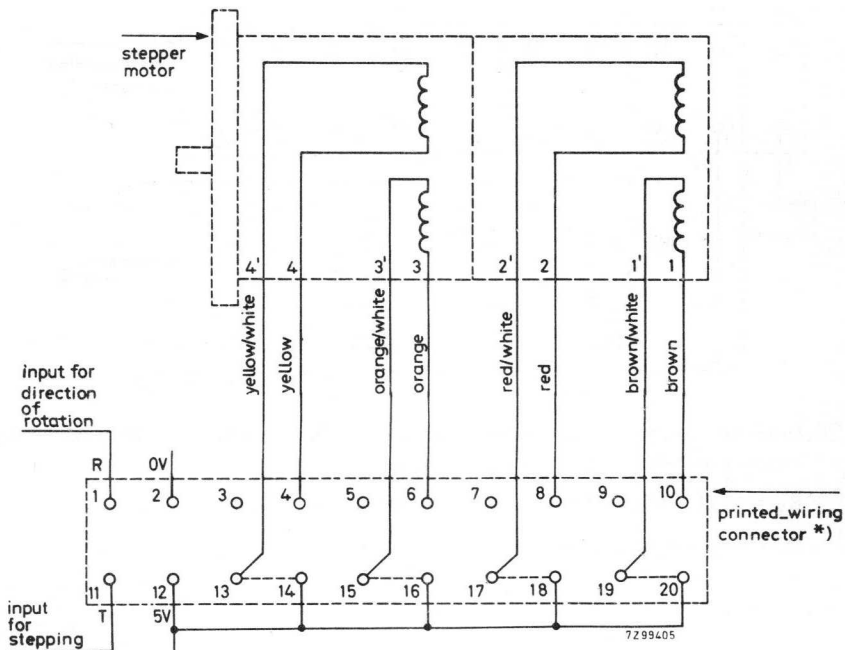 stepper
motor
4' 4 3' 3 2' 2 1' 1
yellow/white
yellow
orange/white
orange
red/white
red
brown/white
brown
input for
direction
of
rotation
R 0V
1 2 3 4 5 6 7 8 9 10
printed_wiring
connector *)
11 12 13 14 15 16 17 18 19 20
T 5V
input
for
stepping
7Z99405